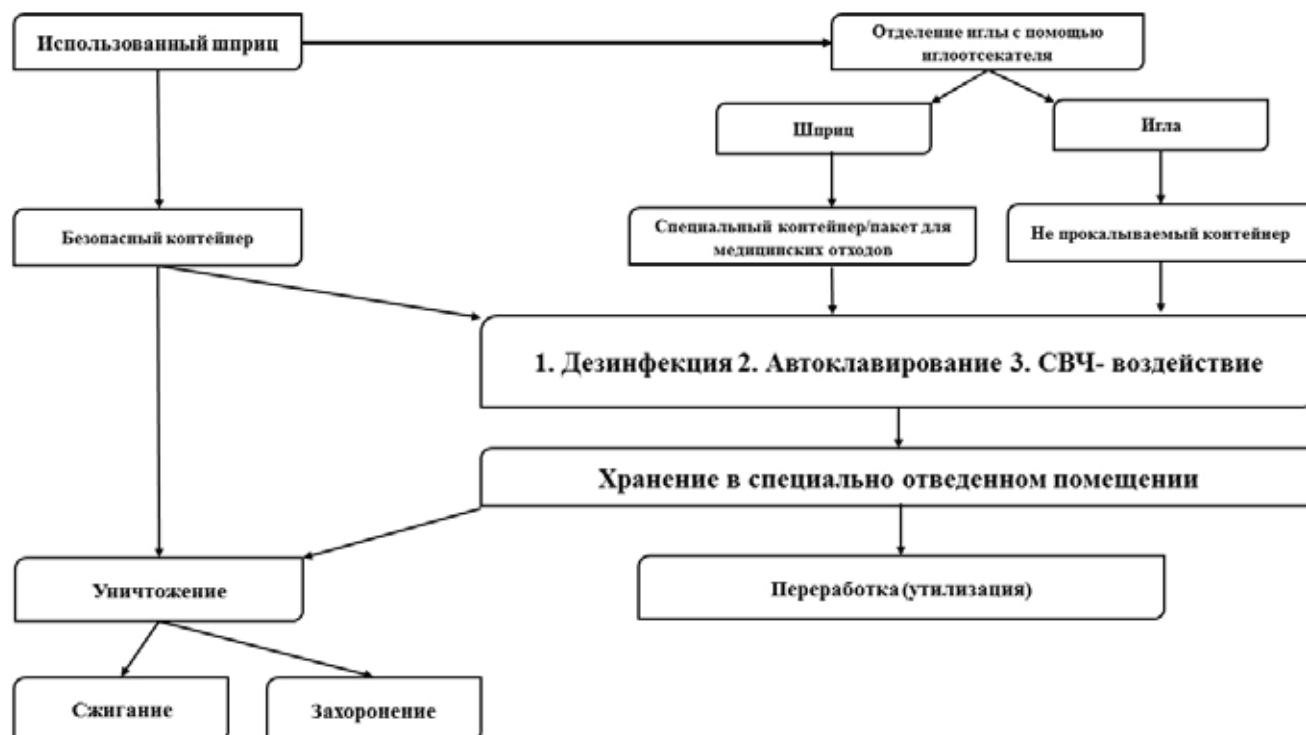 Использованный шприц
Отделение иглы с помощью
иглоотсекателя
Шприц
Игла
Безопасный контейнер
Специальный контейнер/пакет для
медицинских отходов
Не прокалываемый контейнер
1. Дезинфекция 2. Автоклавирование 3. СВЧ- воздействие
Хранение в специально отведенном помещении
Уничтожение
Переработка (утилизация)
Сжигание
Захоронение